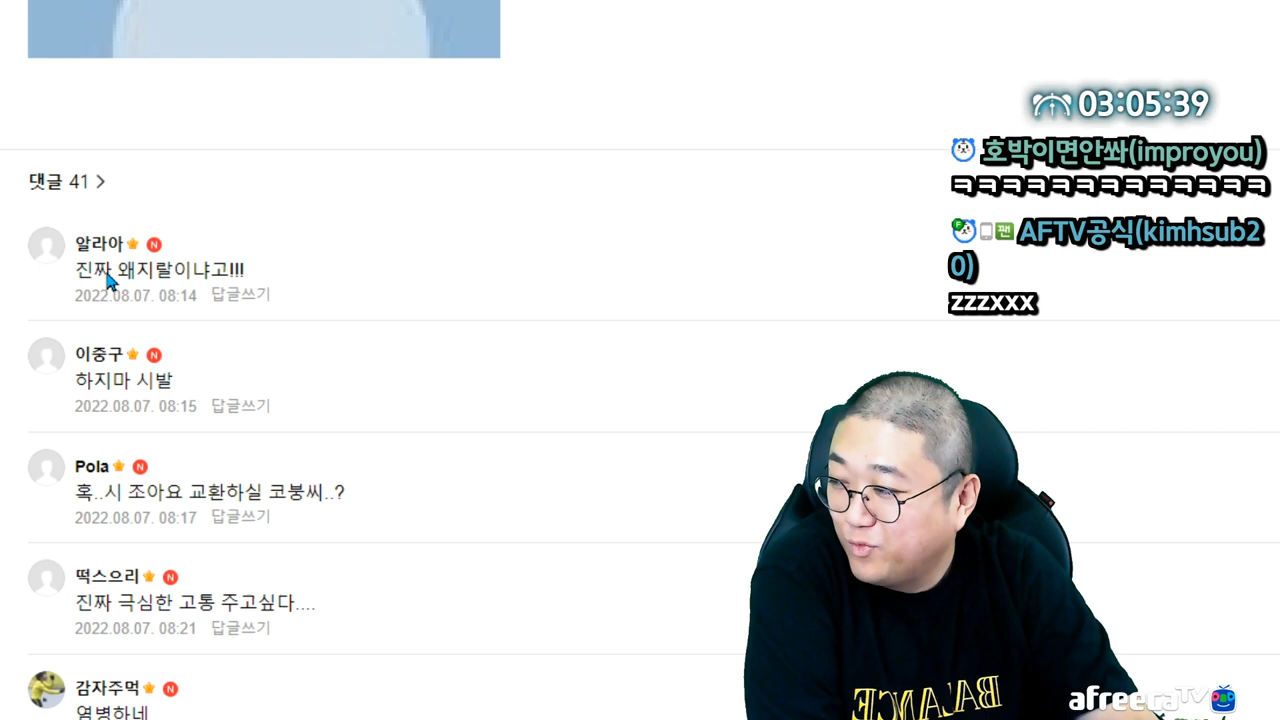 03:05:39
호박이면안쏴(improyou)
ㅋㅋㅋㅋㅋㅋㅋㅋㅋㅋㅋㅋㅋ
팬 AFTV공식(kimhsub2
0)
zzzxxx
댓글 41 >
알라아 N
진짜 왜지랄이냐고!!!
2022.08.07. 08:14 답글쓰기
이중구 N
하지마 시발
2022.08.07. 08:15 답글쓰기
Pola N
혹..시 조아요 교환하실 코붕씨..?
2022.08.07. 08:17 답글쓰기
떡스으리 N
진짜 극심한 고통 주고싶다....
2022.08.07. 08:21 답글쓰기
감자주먹 N
염병하네
BALANCE
afreecaTV